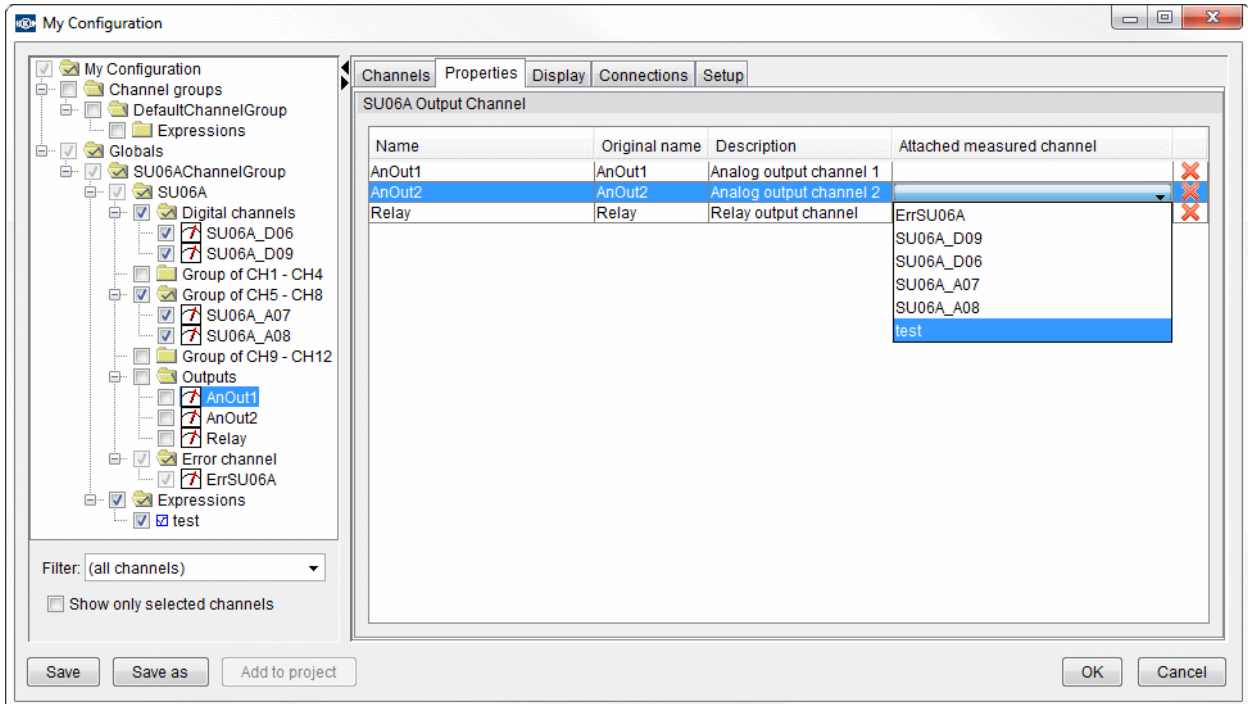 My Configuration
My Configuration
Channel groups
DefaultChannelGroup
Expressions
Globals
SU06AChannelGroup
SU06A
Digital channels
SU06A_D06
SU06A_D09
Group of CH1 - CH4
Group of CH5 - CH8
SU06A_A07
SU06A_A08
Group of CH9 - CH12
Outputs
AnOut1
AnOut2
Relay
Error channel
ErrSU06A
Expressions
test
Filter: (all channels)
Show only selected channels
Channels Properties Display Connections Setup
SU06A Output Channel
Name Original name Description Attached measured channel
AnOut1 AnOut1 Analog output channel 1
AnOut2 AnOut2 Analog output channel 2
Relay Relay Relay output channel
ErrSU06A
SU06A_D09
SU06A_D06
SU06A_A07
SU06A_A08
test
Save Save as Add to project OK Cancel